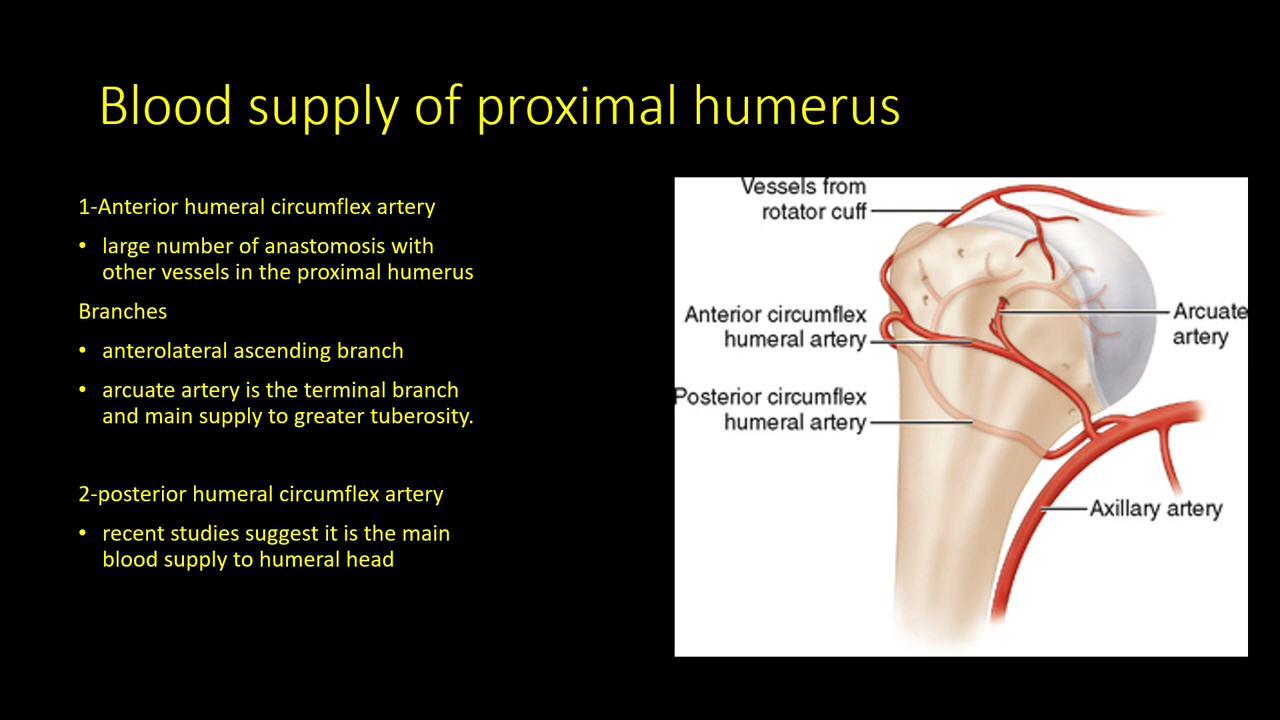 Blood supply of proximal humerus
1-Anterior humeral circumflex artery
• large number of anastomosis with
other vessels in the proximal humerus
Branches
• anterolateral ascending branch
• arcuate artery is the terminal branch
and main supply to greater tuberosity.
2-posterior humeral circumflex artery
• recent studies suggest it is the main
blood supply to humeral head
Vessels from
rotator cuff
Anterior circumflex
humeral artery
Posterior circumflex
humeral artery
Arcuate
artery
Axillary artery